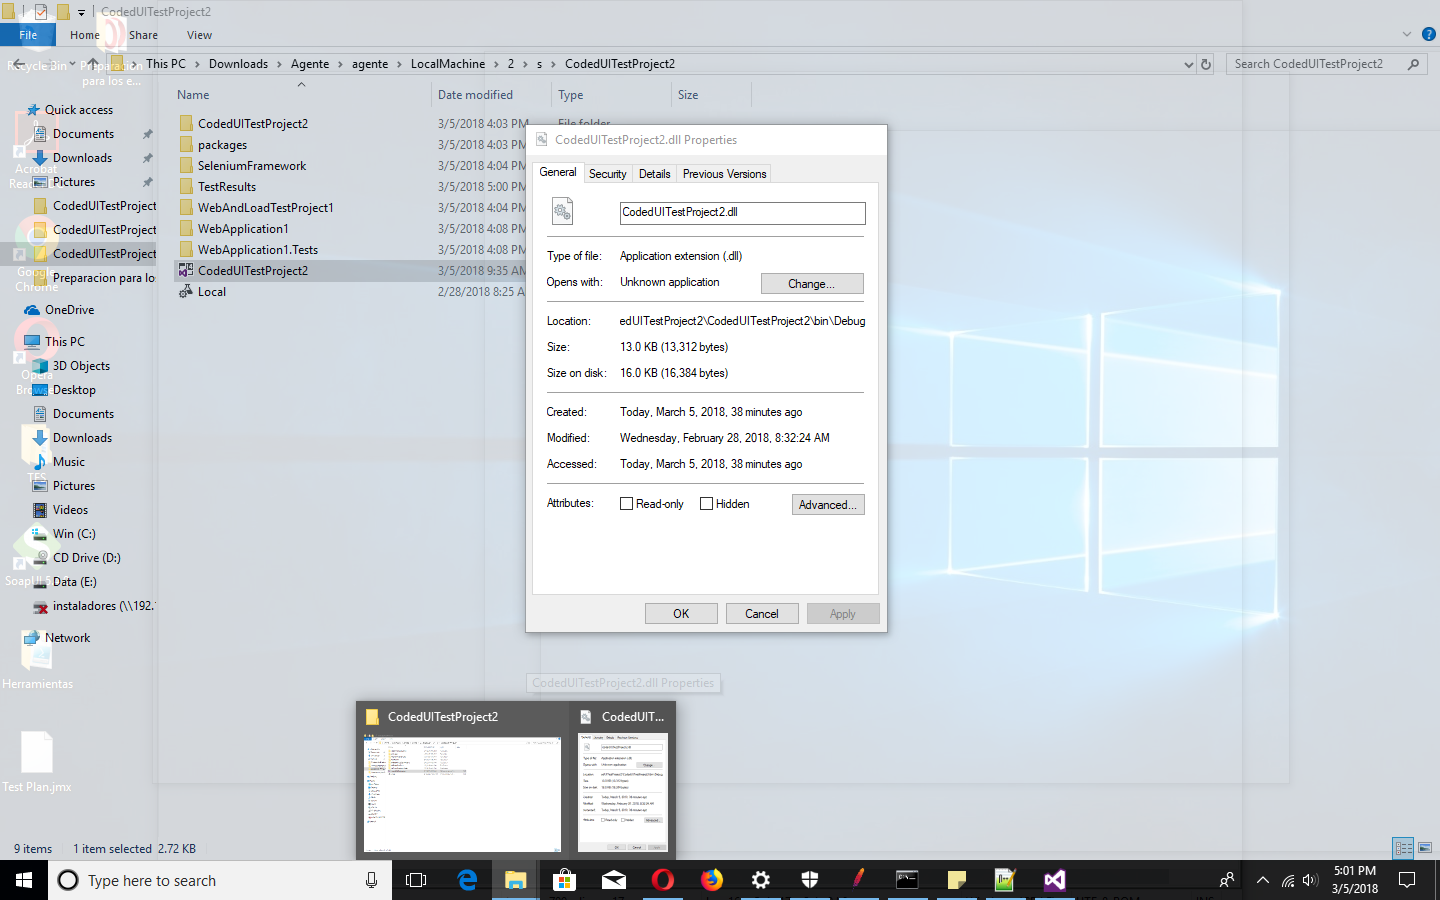 CodedUITestProject2
File Home Share View
This PC Downloads Agente agente LocalMachine 2 s CodedUITestProject2
Search CodedUITestProject2
Recycle Bin
Preparacion
para los e...
Name Date modified Type Size
Quick access
Documents
Downloads
Pictures
CodedUITestProject
CodedUITestProject
CodedUITestProject
Preparacion para lo
OneDrive
This PC
3D Objects
Desktop
Documents
Downloads
Music
Pictures
Videos
Win (C:)
CD Drive (D:)
Data (E:)
instaladores (\\192.
Network
Acrobat
Google
Chrome
Opera
SoapUI
Herramientas
Test Plan.jmx
CodedUITestProject2 3/5/2018 4:03 PM File folder
packages 3/5/2018 4:03 PM
SeleniumFramework 3/5/2018 4:04 PM
TestResults 3/5/2018 5:00 PM
WebAndLoadTestProject1 3/5/2018 4:04 PM
WebApplication1 3/5/2018 4:08 PM
WebApplication1.Tests 3/5/2018 4:08 PM
CodedUITestProject2 3/5/2018 9:35 AM
Local 2/28/2018 8:25 A
CodedUITestProject2.dll Properties
General Security Details Previous Versions
CodedUITestProject2.dll
Type of file: Application extension (.dll)
Opens with: Unknown application Change...
Location: edUITestProject2\CodedUITestProject2\bin\Debug
Size: 13.0 KB (13,312 bytes)
Size on disk: 16.0 KB (16,384 bytes)
Created: Today, March 5, 2018, 38 minutes ago
Modified: Wednesday, February 28, 2018, 8:32:24 AM
Accessed: Today, March 5, 2018, 38 minutes ago
Attributes: Read-only Hidden Advanced...
OK Cancel Apply
CodedUITestProject2.dll Properties
CodedUITestProject2 CodedUIT...
9 items 1 item selected 2.72 KB
Type here to search
5:01 PM
3/5/2018